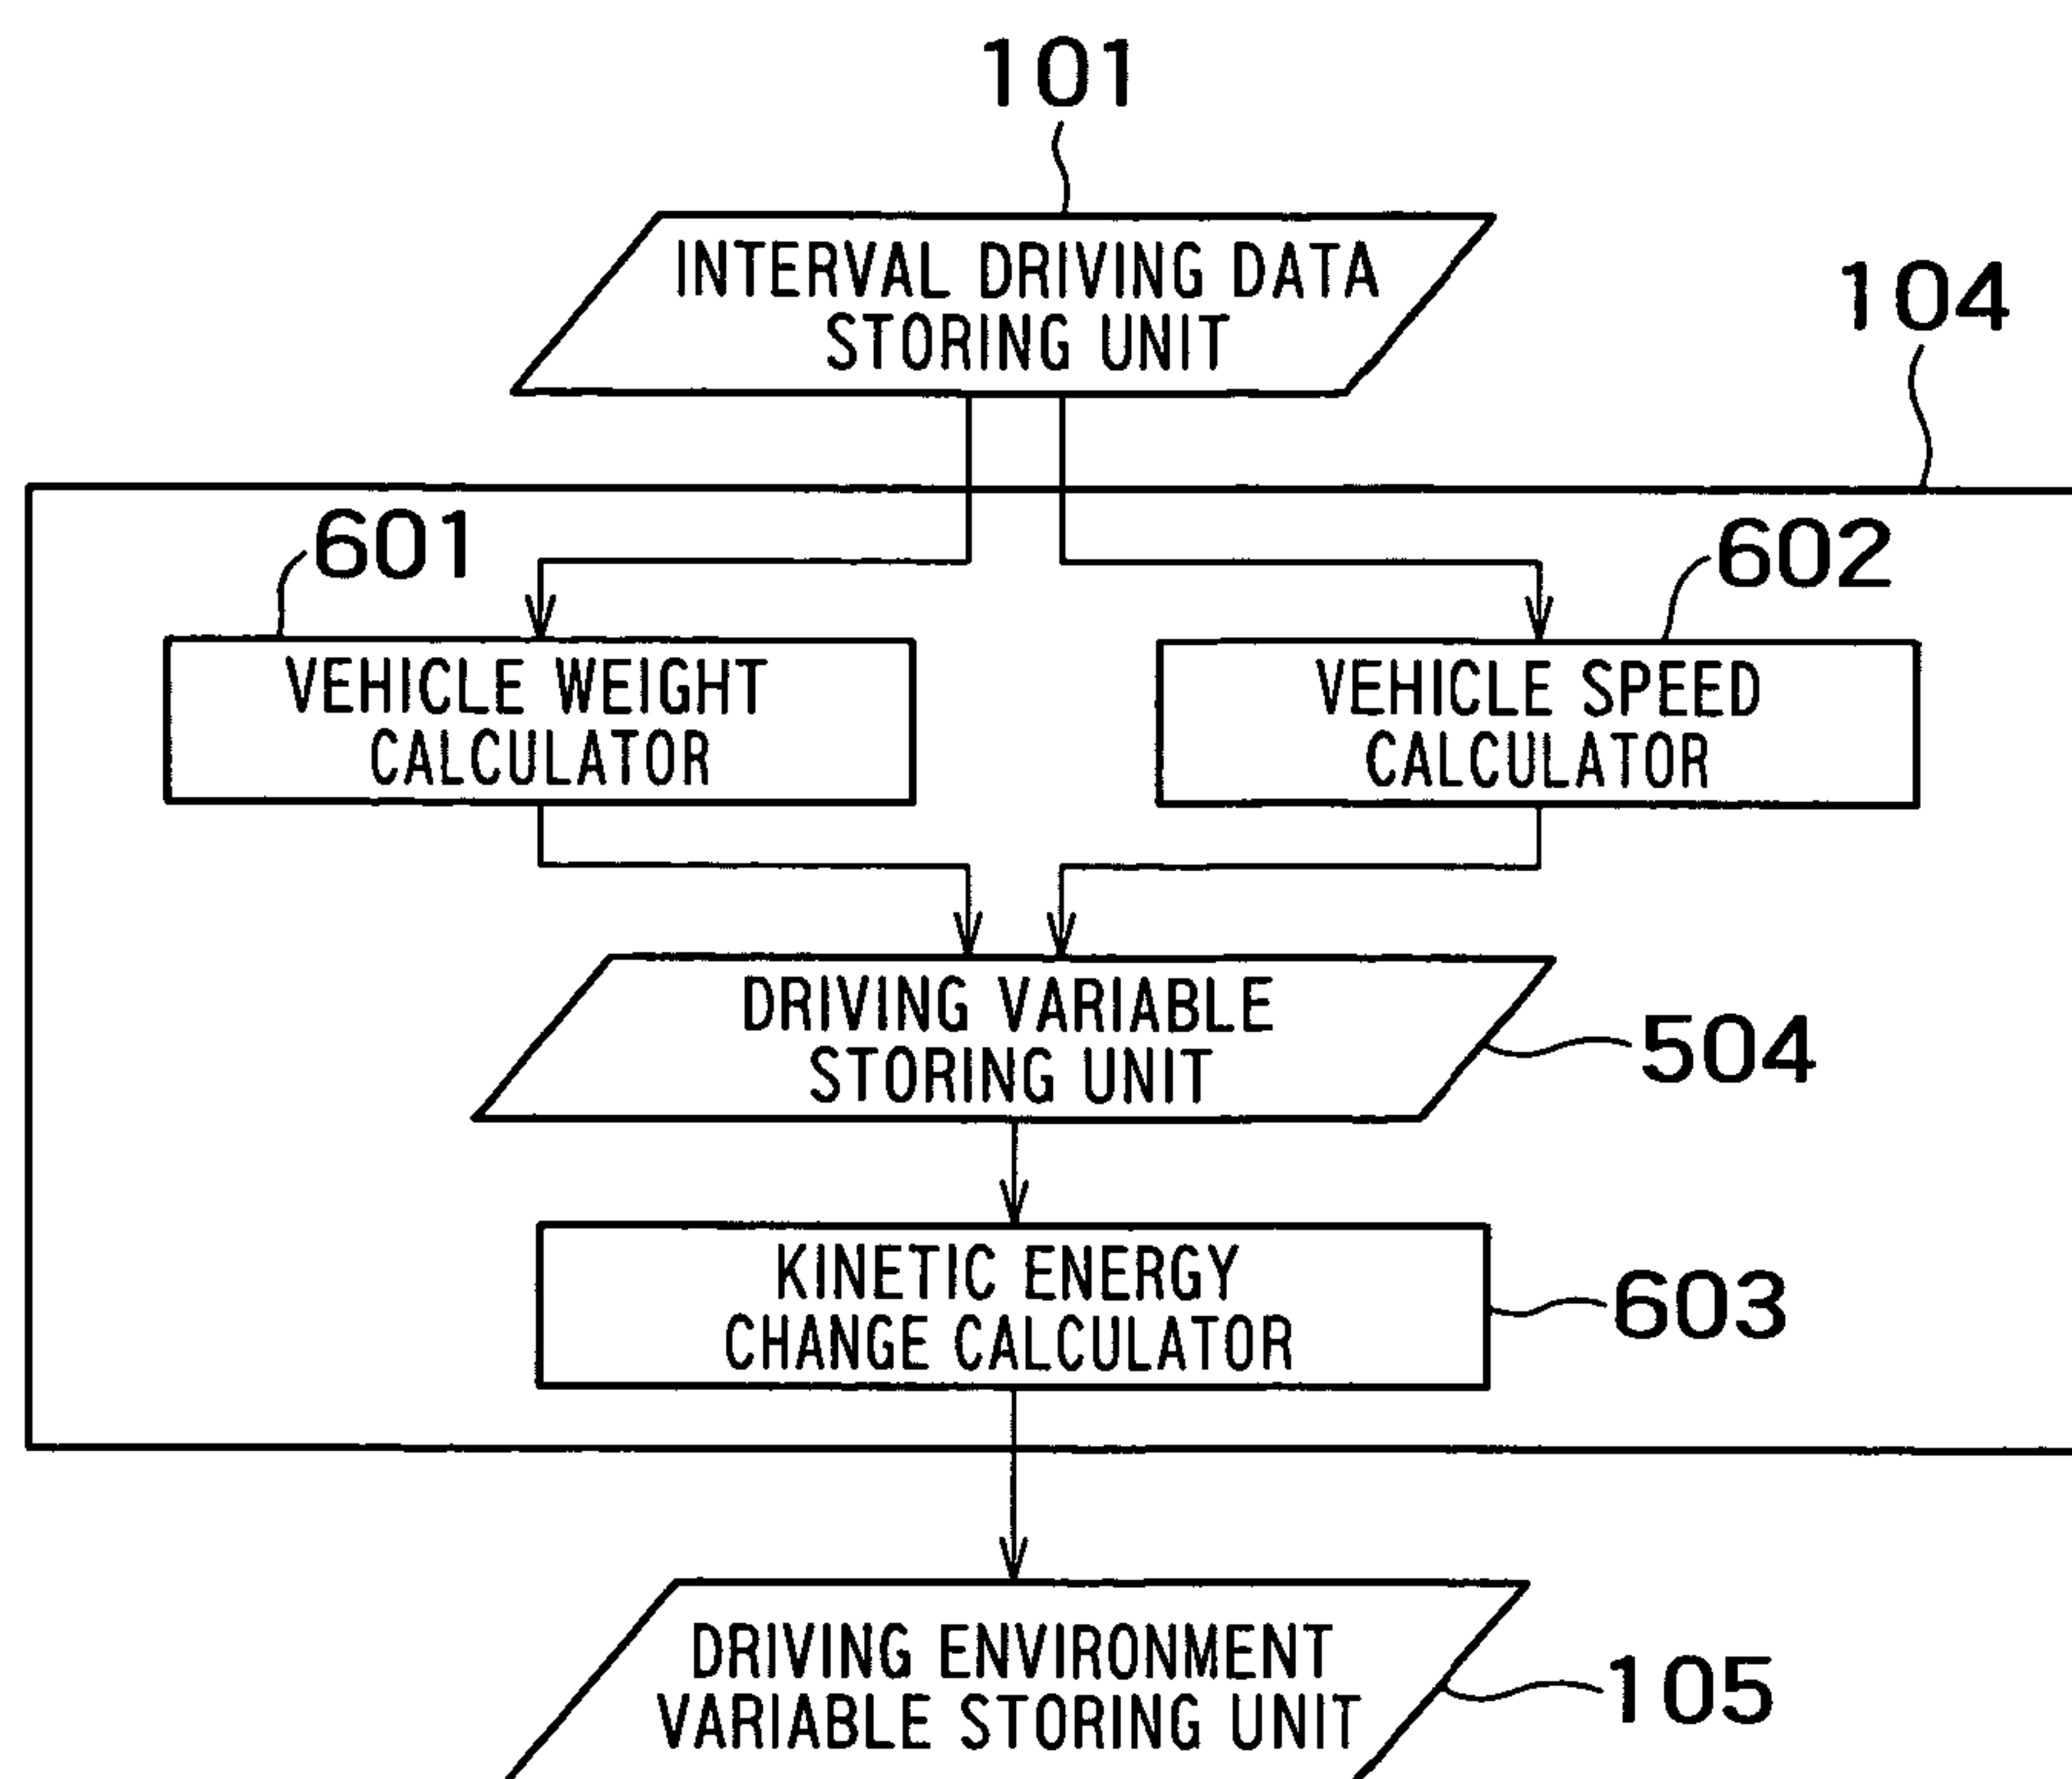 101
INTERVAL DRIVING DATA
STORING UNIT
104
601
602
VEHICLE WEIGHT
CALCULATOR
VEHICLE SPEED
CALCULATOR
DRIVING VARIABLE
STORING UNIT
504
KINETIC ENERGY
CHANGE CALCULATOR
603
DRIVING ENVIRONMENT
VARIABLE STORING UNIT
105